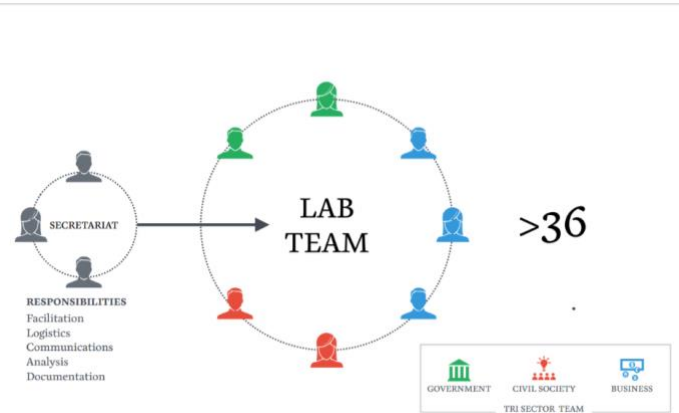 SECRETARIAT
RESPONSIBILITIES
Facilitation
Logistics
Communications
Analysis
Documentation
LAB
TEAM
>36
GOVERNMENT
CIVIL SOCIETY
BUSINESS
TRI SECTOR TEAM